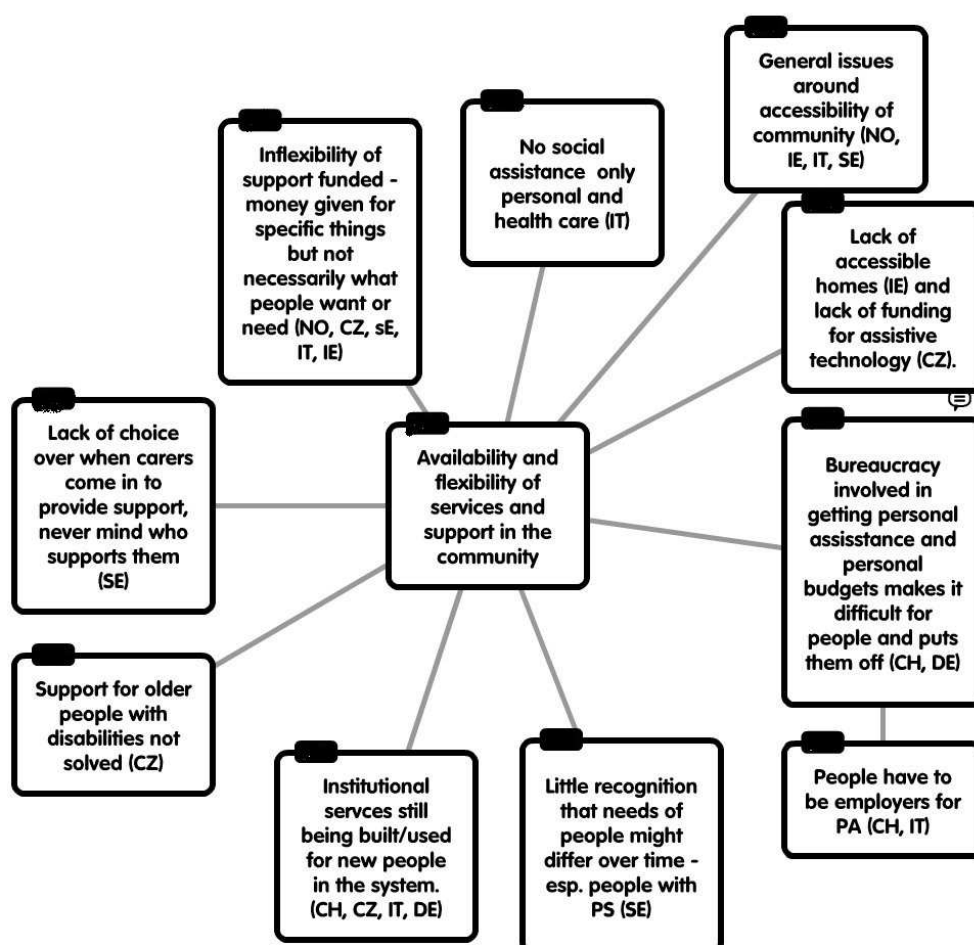 General issues
around
accessibility of
community (NO,
IE, IT, SE)
No social
assistance only
personal and
health care (IT)
Inflexibility of
support funded -
money given for
specific things
but not
necessarily what
people want or
need (NO, CZ, sE,
IT, IE)
Lack of
accessible
homes (IE) and
lack of funding
for assistive
technology (CZ).
Lack of choice
over when carers
come in to
provide support,
never mind who
supports them
(SE)
Availability and
flexibility of
services and
support in the
community
Bureaucracy
involved in
getting personal
assisstance and
personal
budgets makes it
difficult for
people and puts
them off (CH, DE)
Support for older
people with
disabilities not
solved (CZ)
Institutional
servces still
being built/used
for new people
in the system.
(CH, CZ, IT, DE)
Little recognition
that needs of
people might
differ over time -
esp. people with
PS (SE)
People have to
be employers for
PA (CH, IT)